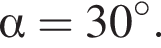 α = 30°.